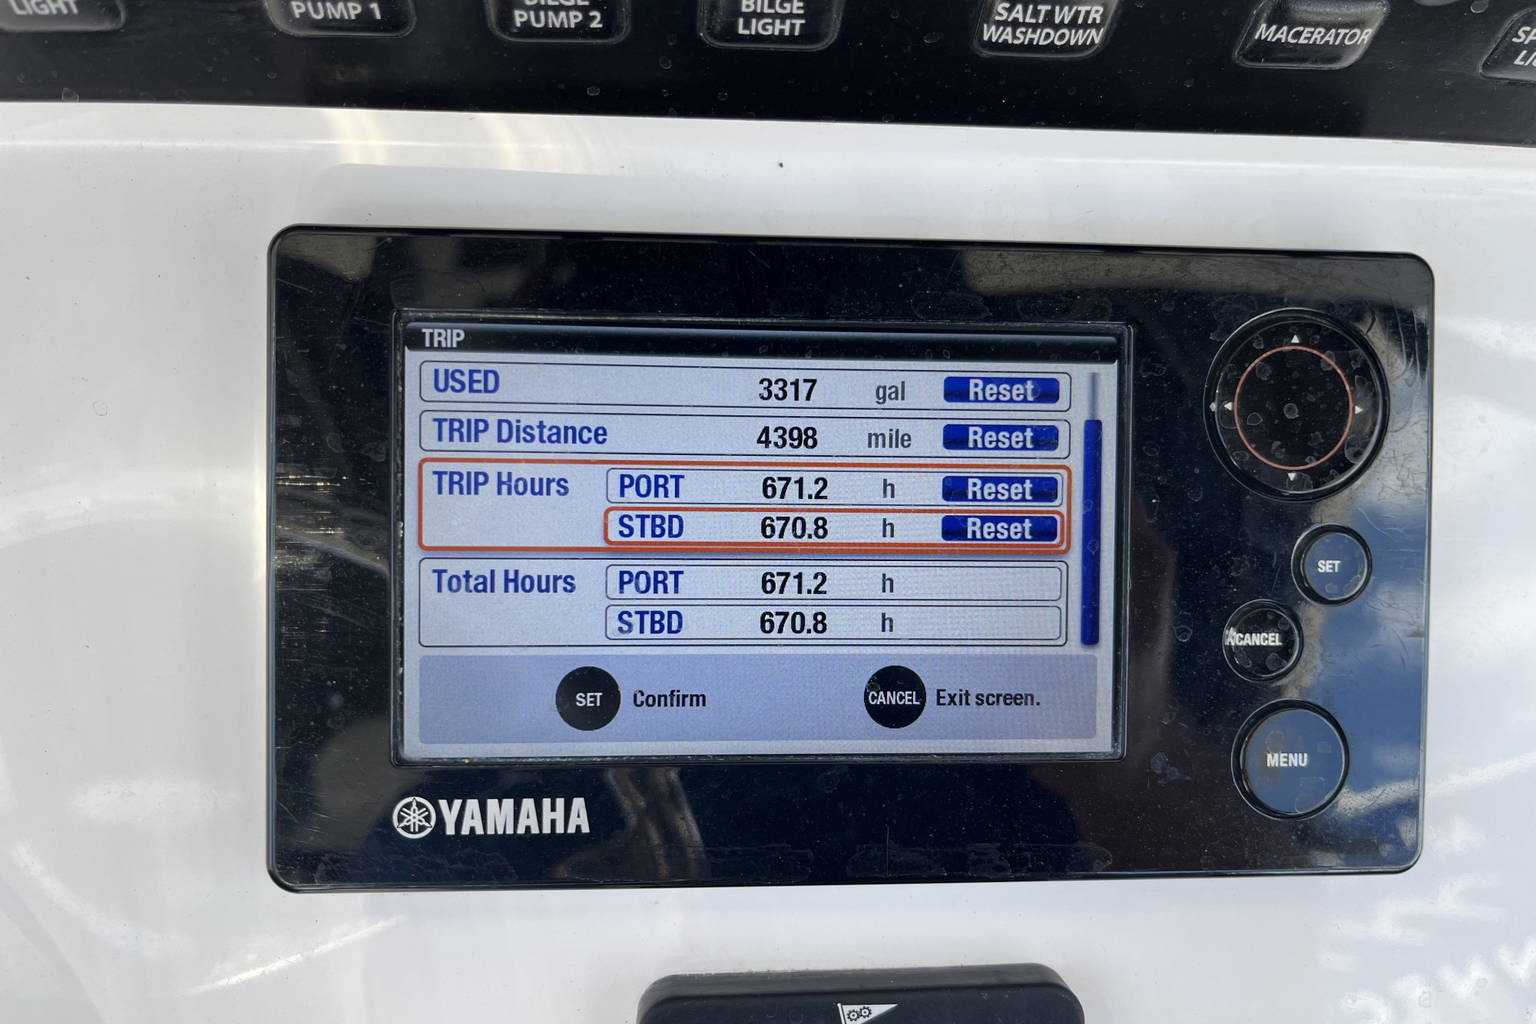 LIGHT
PUMP 1
BILGE
PUMP 2
BILGE
LIGHT
SALT WTR
WASHDOWN
MACERATOR
TRIP
USED 3317 gal Reset
TRIP Distance 4398 mile Reset
TRIP Hours PORT 671.2 h Reset
STBD 670.8 h Reset
Total Hours PORT 671.2 h
STBD 670.8 h
SET Confirm CANCEL Exit screen.
SET
CANCEL
MENU
YAMAHA